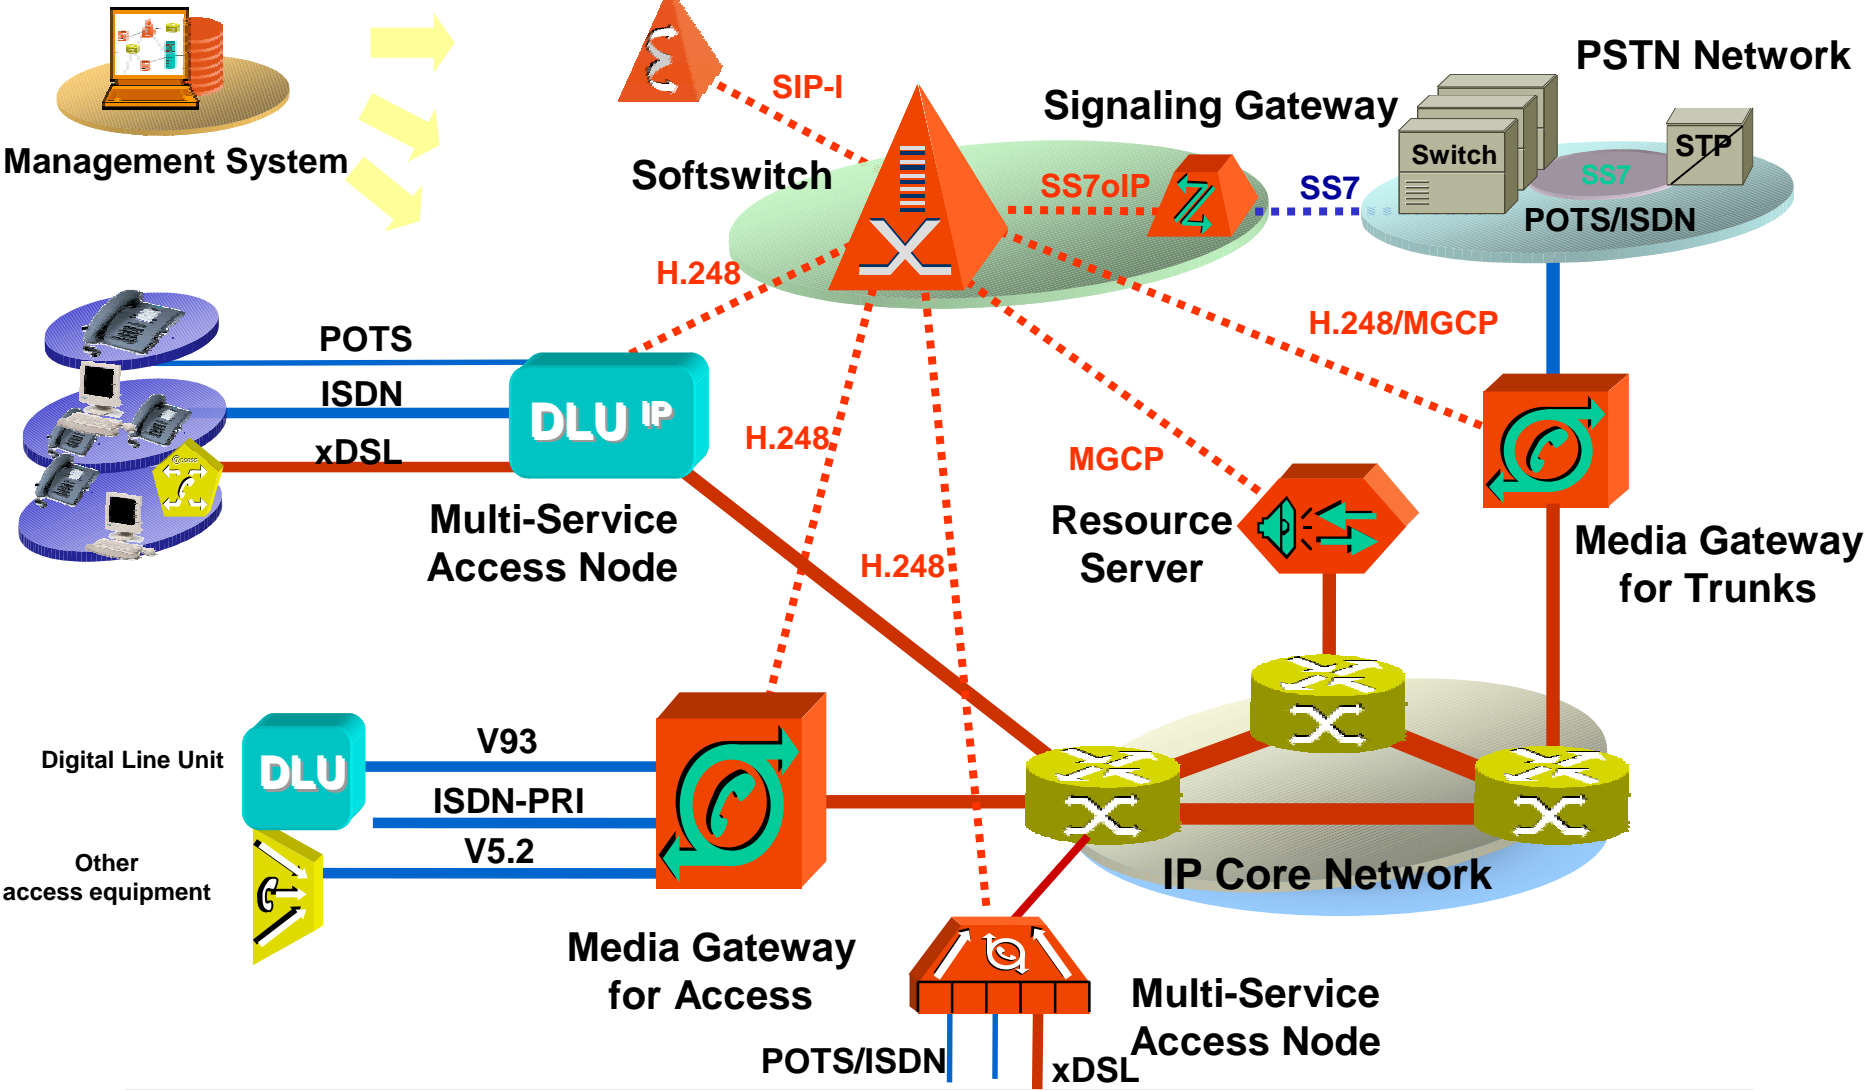 PSTN Network
SIP-I
Signaling Gateway
Switch
STP
Management System
Softswitch
SS7oIP
SS7
SS7
POTS/ISDN
H.248
H.248/MGCP
POTS
ISDN
DLU IP
H.248
xDSL
MGCP
Multi-Service
Access Node
Resource
Server
Media Gateway
for Trunks
H.248
Digital Line Unit
DLU
V93
ISDN-PRI
V5.2
Other
access equipment
IP Core Network
Media Gateway
for Access
Multi-Service
Access Node
POTS/ISDN
xDSL